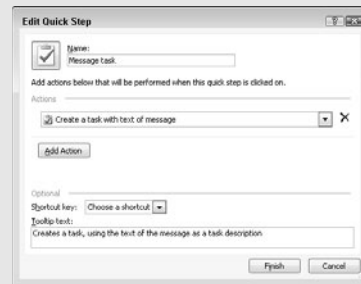 Edit Quick Step
Name:
Message task
Add actions below that will be performed when this quick step is clicked on.
Actions
Create a task with text of message
Add Action
Optional
Shortcut key: Choose a shortcut
Tooltip text:
Creates a task, using the text of the message as a task description
Finish Cancel